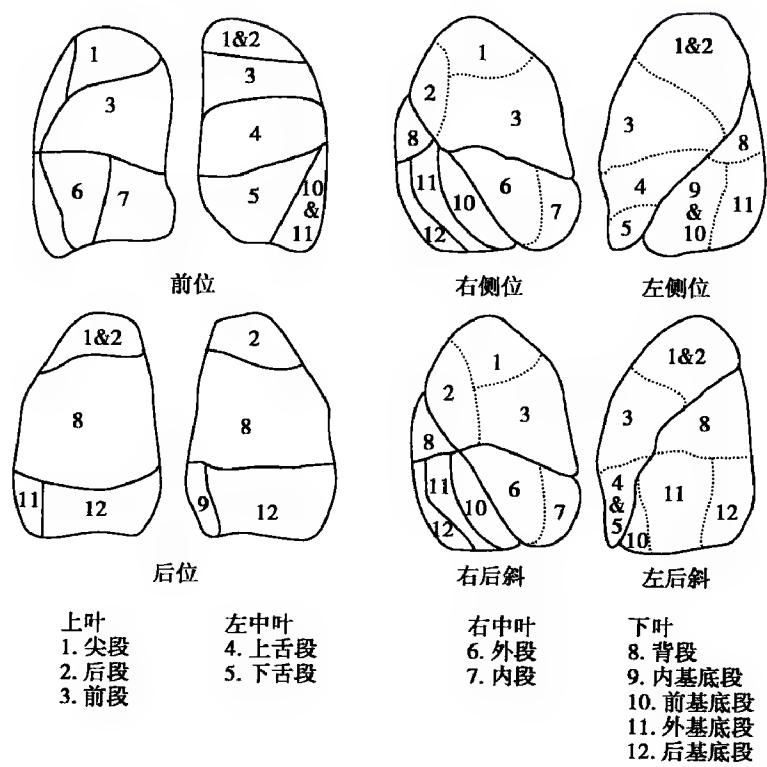 1
3
6
7
1&2
3
4
5
10
&
11
前位
1
2
3
8
11
10
12
6
7
右侧位
1&2
3
8
4
5
9
&
10
11
左侧位
1&2
8
11
12
2
8
9
12
后位
1
2
3
8
11
10
12
6
7
右后斜
1&2
3
8
4
&
5
10
11
12
左后斜
上叶
1. 尖段
2. 后段
3. 前段
左中叶
4. 上舌段
5. 下舌段
右中叶
6. 外段
7. 内段
下叶
8. 背段
9. 内基底段
10. 前基底段
11. 外基底段
12. 后基底段